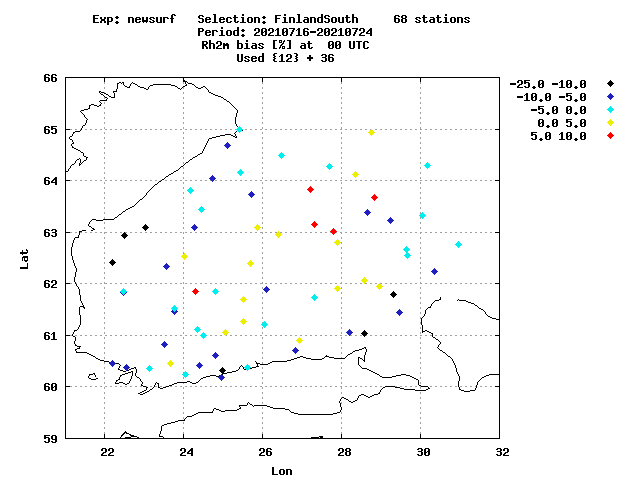 Exp: newsurf Selection: FinlandSouth 68 stations
Period: 20210716-20210724
Rh2m bias [%] at 00 UTC
Used {12} + 36
-25.0 -10.0
-10.0 -5.0
-5.0 0.0
0.0 5.0
5.0 10.0
66
65
64
63
62
61
60
59
Lat
22 24 26 28 30 32
Lon